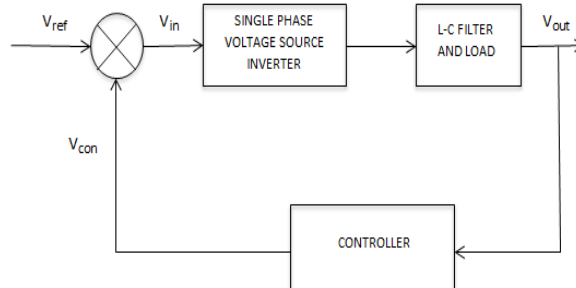 Vref
Vin
SINGLE PHASE
VOLTAGE SOURCE
INVERTER
L-C FILTER
AND LOAD
Vout
Vcon
CONTROLLER